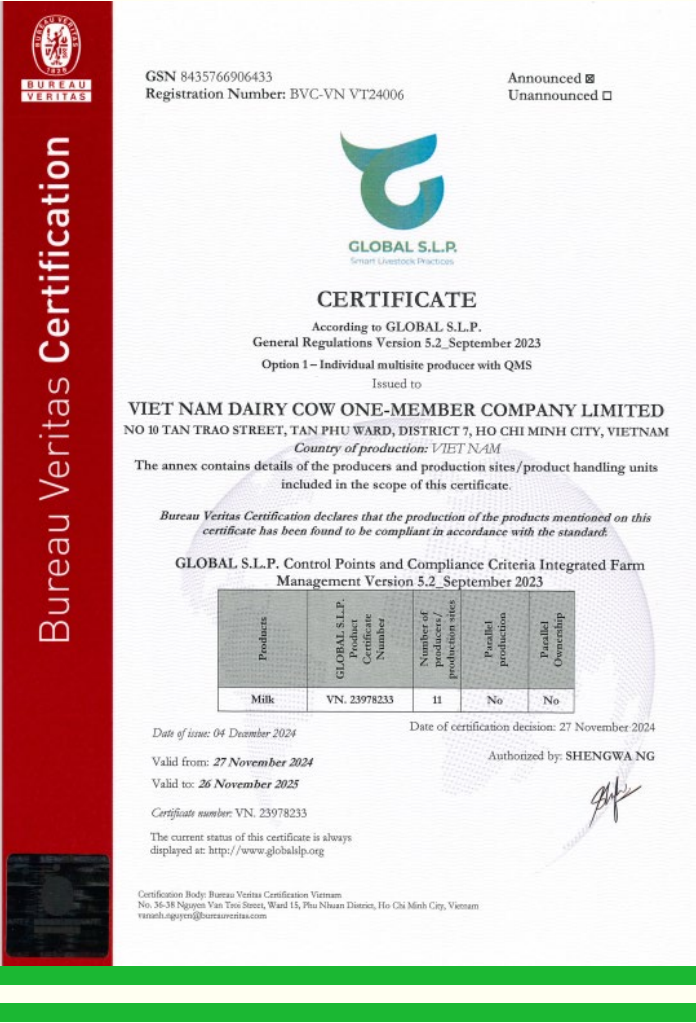 BUREAU VERITAS
1828
BUREAU
VERITAS
Bureau Veritas Certification
GSN 8435766906433
Registration Number: BVC-VN VT24006
Announced ☒
Unannounced ☐
GLOBAL S.L.P.
Smart Livestock Practices
CERTIFICATE
According to GLOBAL S.L.P.
General Regulations Version 5.2_September 2023
Option 1 – Individual multisite producer with QMS
Issued to
VIET NAM DAIRY COW ONE-MEMBER COMPANY LIMITED
NO 10 TAN TRAO STREET, TAN PHU WARD, DISTRICT 7, HO CHI MINH CITY, VIETNAM
Country of production: VIET NAM
The annex contains details of the producers and production sites/product handling units
included in the scope of this certificate.
Bureau Veritas Certification declares that the production of the products mentioned on this
certificate has been found to be compliant in accordance with the standard:
GLOBAL S.L.P. Control Points and Compliance Criteria Integrated Farm
Management Version 5.2_September 2023
Products
GLOBAL S.L.P.
Product
Certificate
Number
Number of
producers/
production sites
Parallel
production
Parallel
Ownership
Milk VN. 23978233 11 No No
Date of issue: 04 December 2024
Date of certification decision: 27 November 2024
Valid from: 27 November 2024
Authorized by: SHENGWA NG
Valid to: 26 November 2025
Certificate number: VN. 23978233
The current status of this certificate is always
displayed at: http://www.globalslp.org
Certification Body: Bureau Veritas Certification Vietnam
No. 36-38 Nguyen Van Troi Street, Ward 15, Phu Nhuan District, Ho Chi Minh City, Vietnam
vananh.nguyen@bureauveritas.com